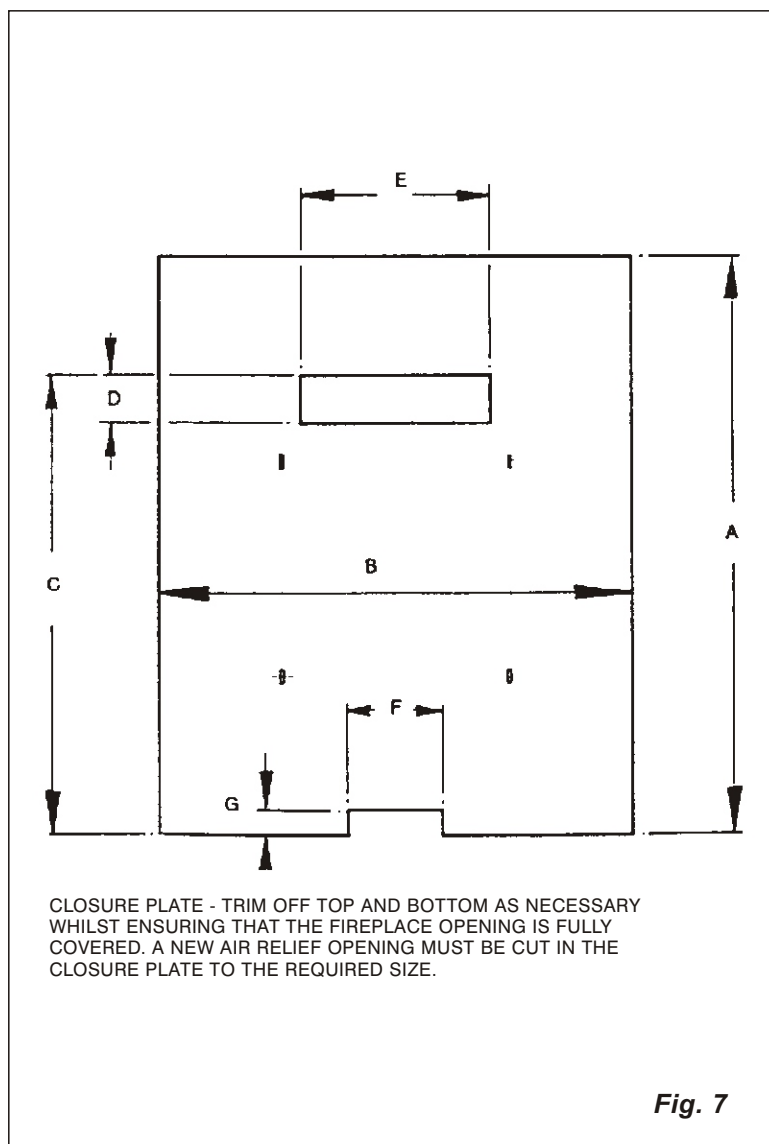 E
D
A
B
C
F
G
CLOSURE PLATE - TRIM OFF TOP AND BOTTOM AS NECESSARY
WHILST ENSURING THAT THE FIREPLACE OPENING IS FULLY
COVERED. A NEW AIR RELIEF OPENING MUST BE CUT IN THE
CLOSURE PLATE TO THE REQUIRED SIZE.
Fig. 7